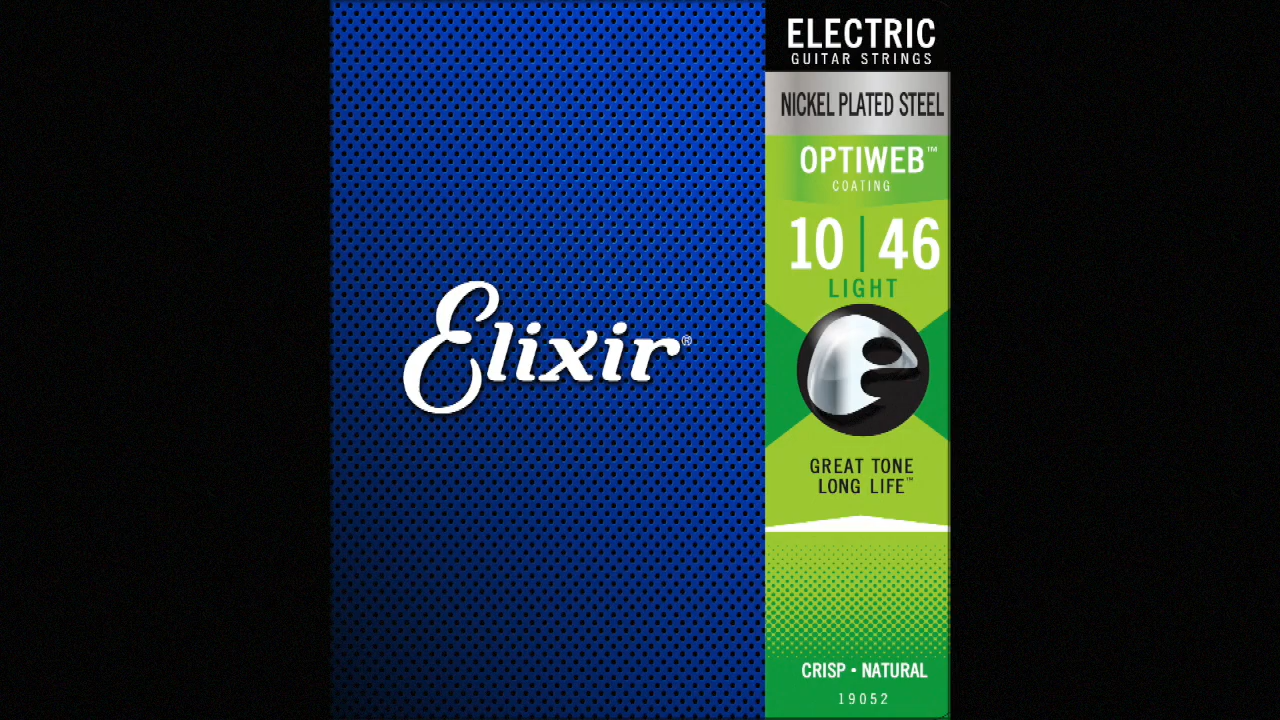 Elixir®
ELECTRIC
GUITAR STRINGS
NICKEL PLATED STEEL
OPTIWEB™
COATING
10 | 46
LIGHT
e
GREAT TONE
LONG LIFE™
CRISP • NATURAL
19052